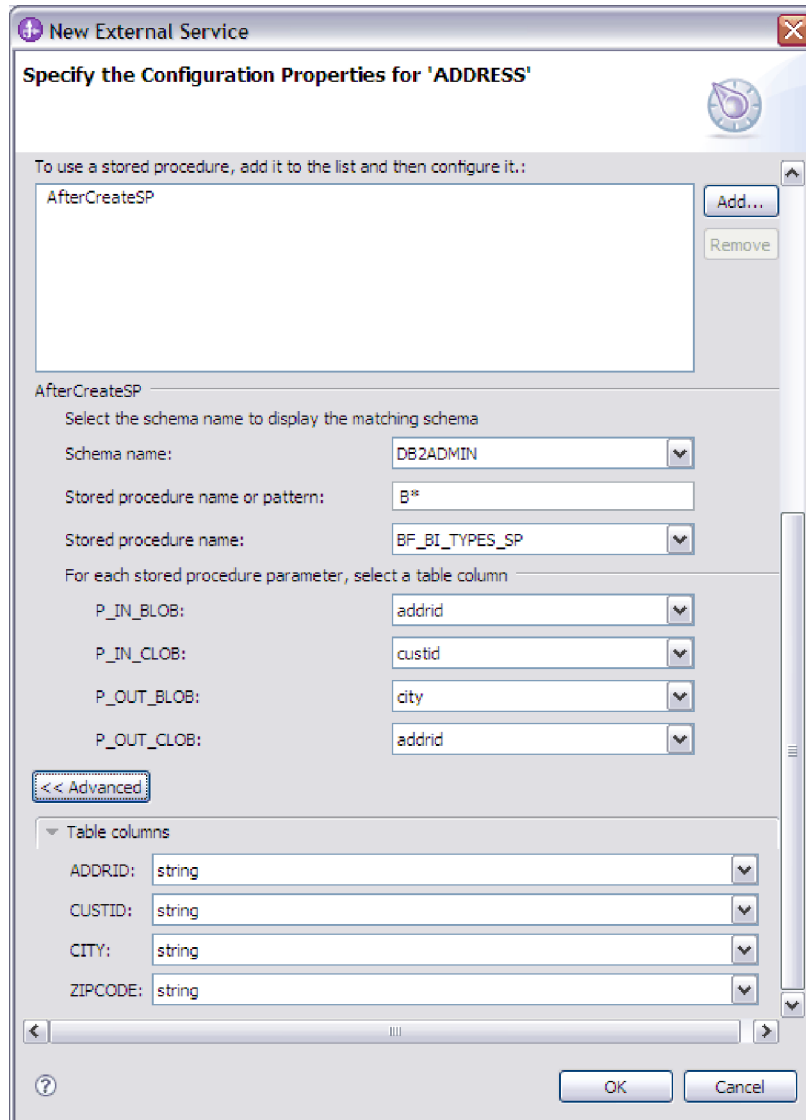 New External Service
Specify the Configuration Properties for 'ADDRESS'
To use a stored procedure, add it to the list and then configure it.:
AfterCreateSP
Add...
Remove
AfterCreateSP
Select the schema name to display the matching schema
Schema name: DB2ADMIN
Stored procedure name or pattern: B*
Stored procedure name: BF_BI_TYPES_SP
For each stored procedure parameter, select a table column
P_IN_BLOB: addrid
P_IN_CLOB: custid
P_OUT_BLOB: city
P_OUT_CLOB: addrid
<< Advanced
Table columns
ADDRID: string
CUSTID: string
CITY: string
ZIPCODE: string
?
OK Cancel